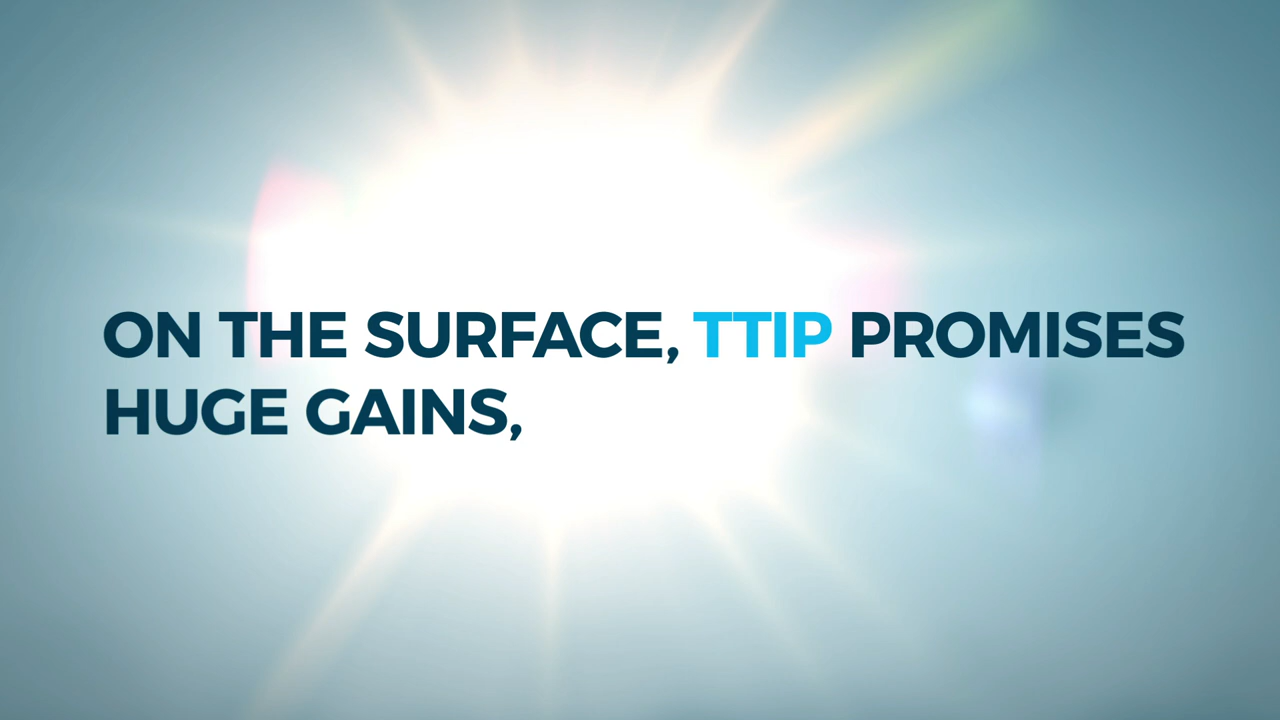 ON THE SURFACE, TTIP PROMISES
HUGE GAINS,